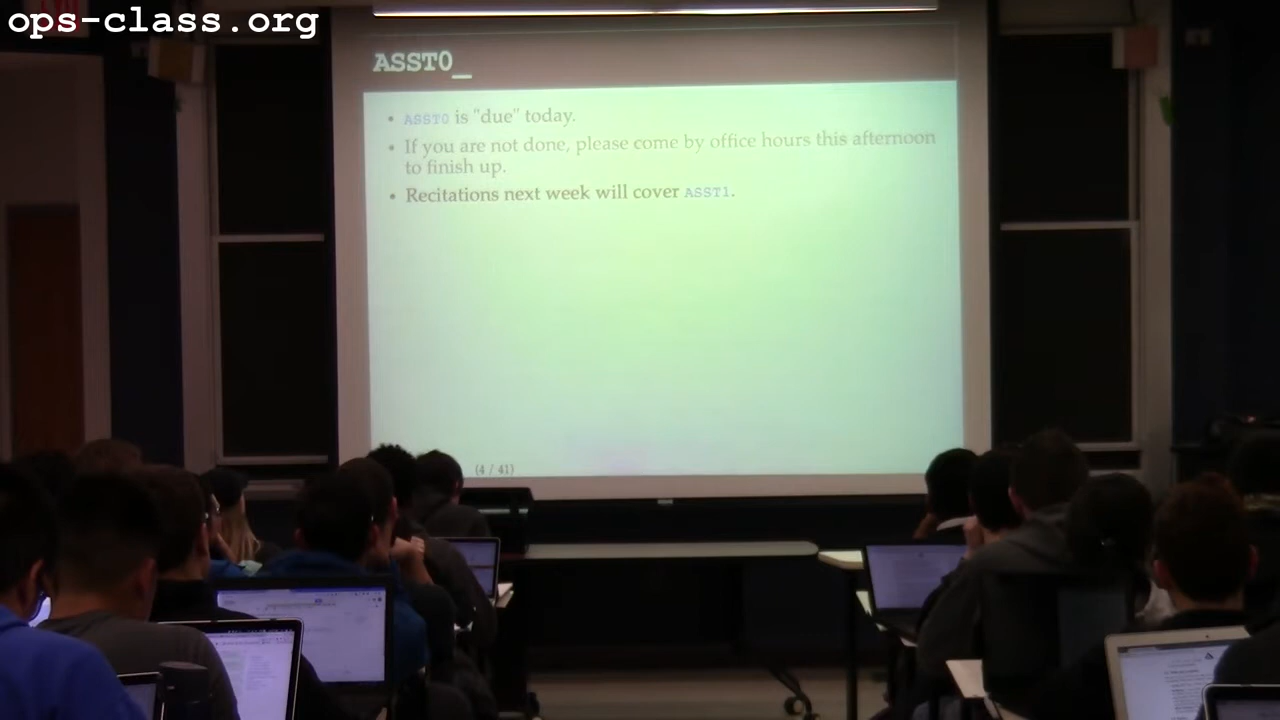 ops-class.org
ASST0_
• ASST0 is "due" today.
• If you are not done, please come by office hours this afternoon
to finish up.
• Recitations next week will cover ASST1.
(4 / 41)